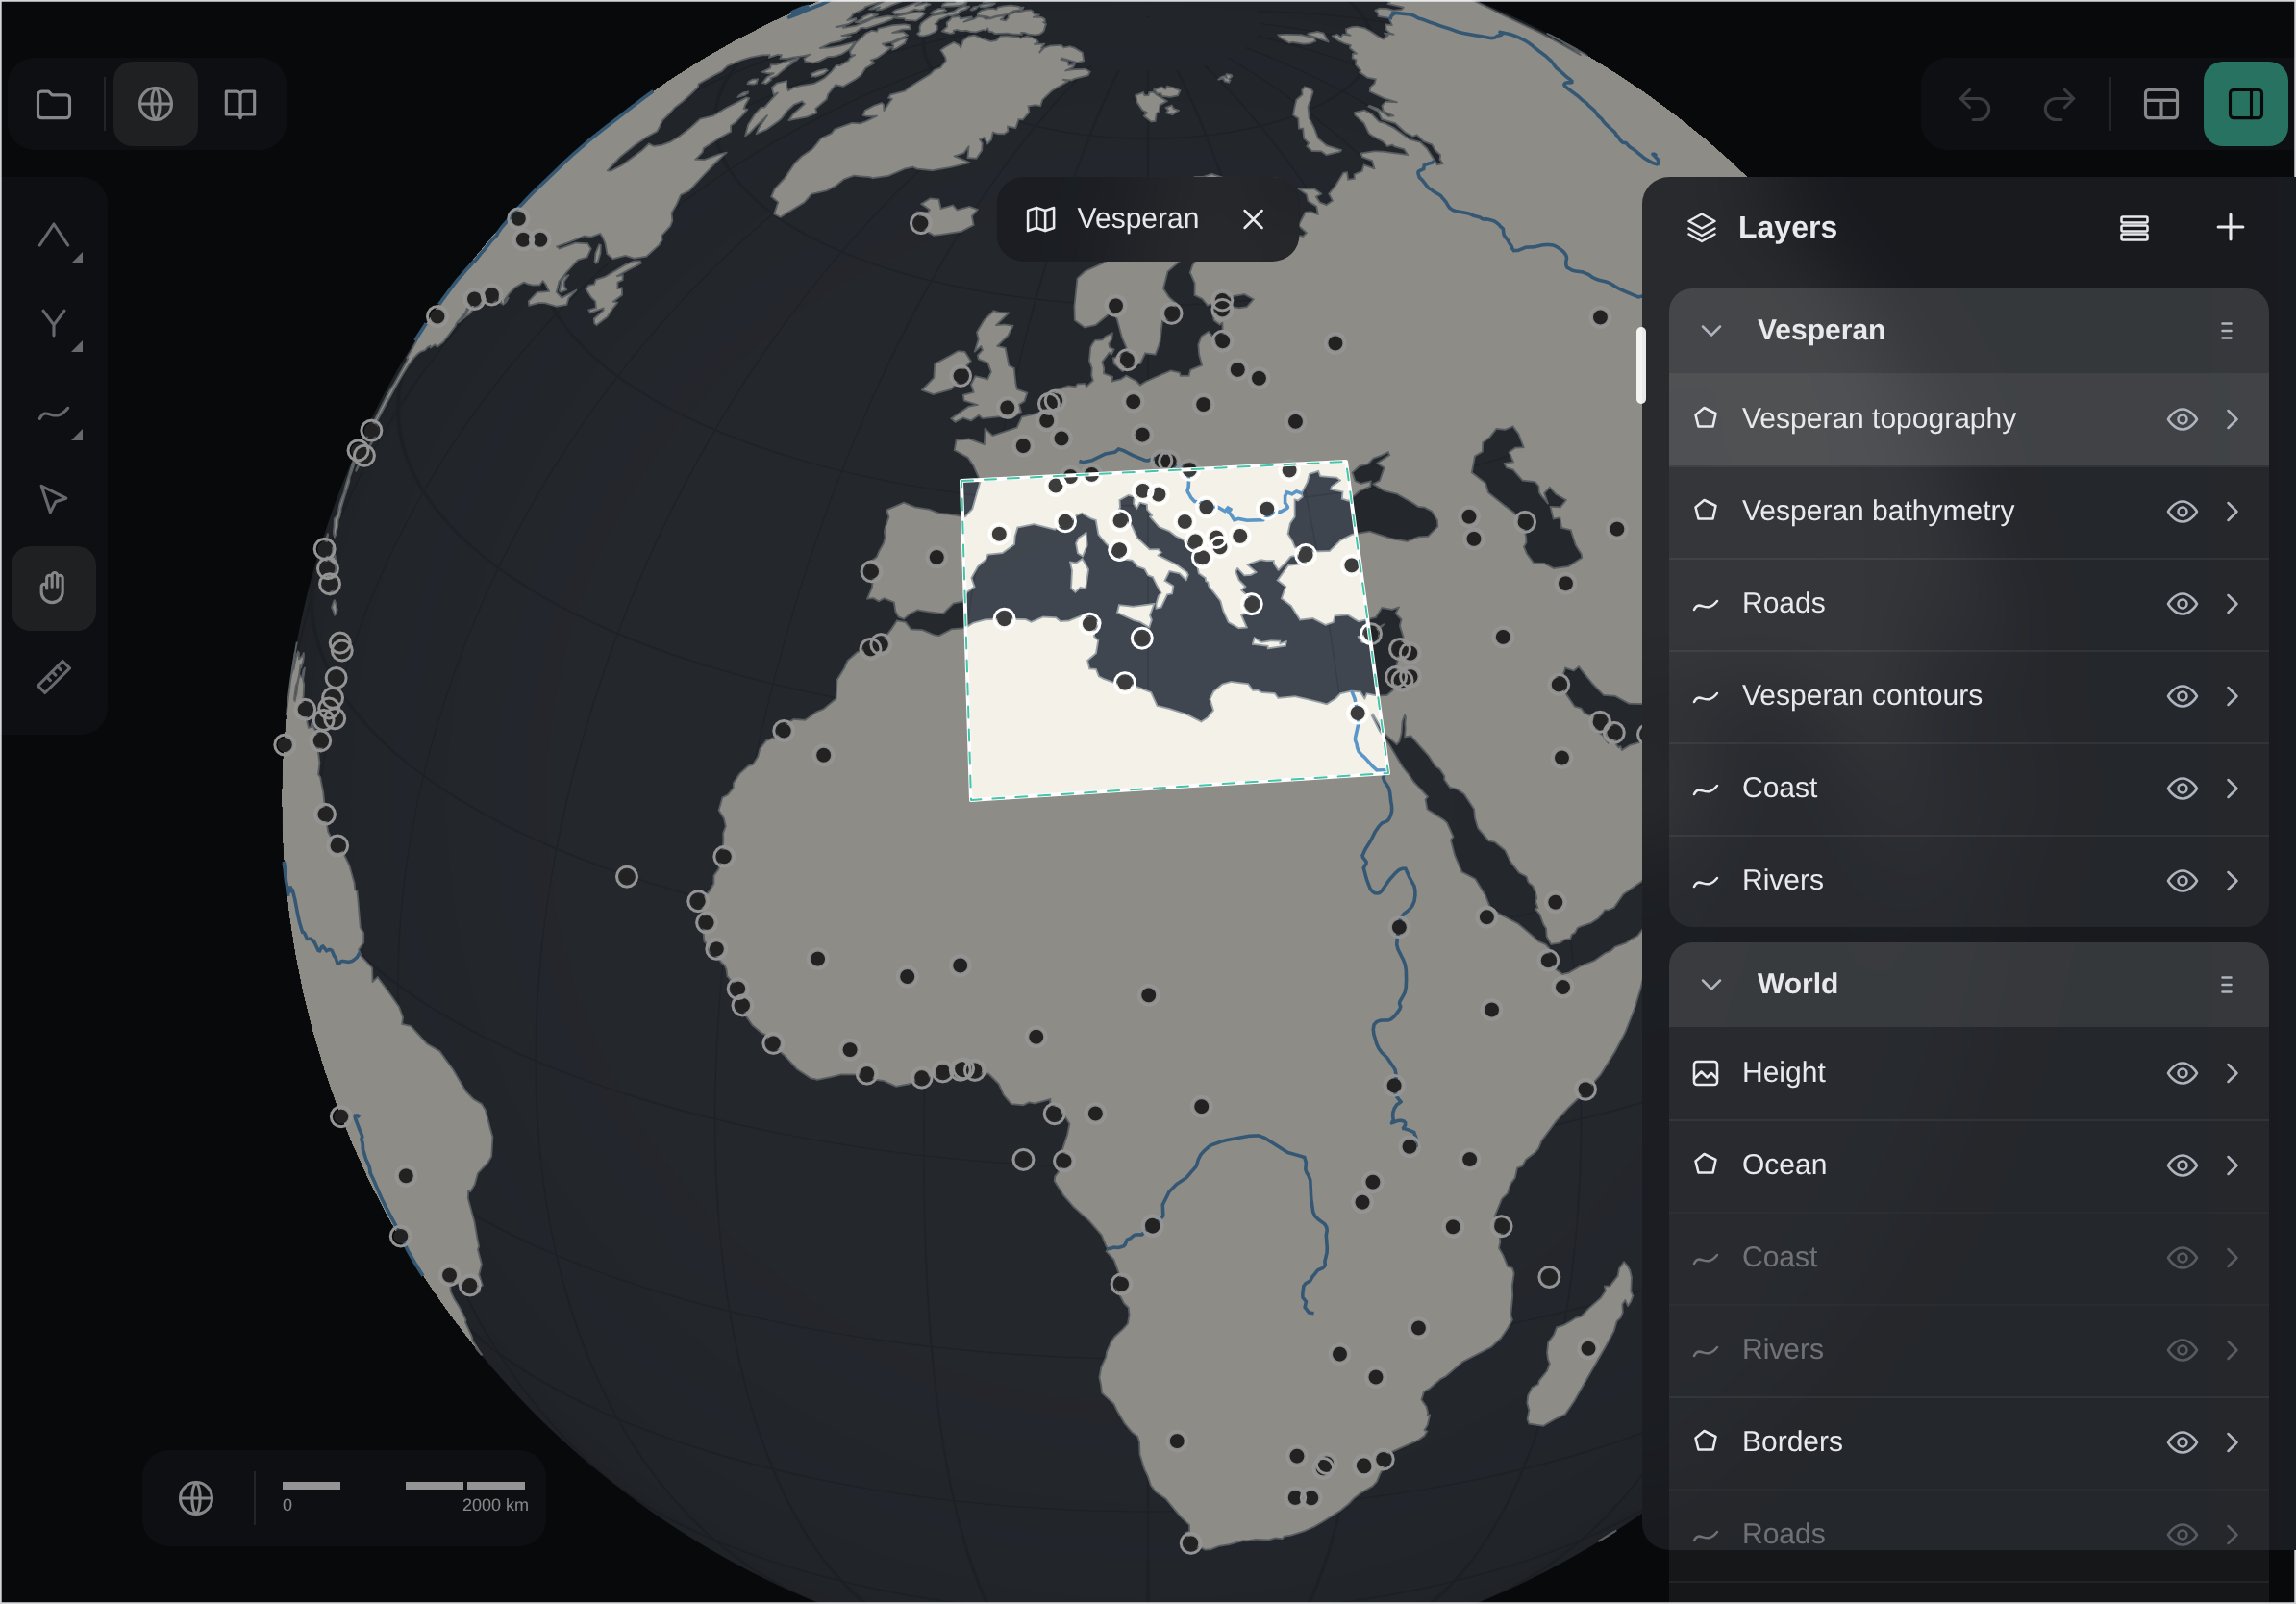 Vesperan
Layers
Vesperan
Vesperan topography
Vesperan bathymetry
Roads
Vesperan contours
Coast
Rivers
World
Height
Ocean
Coast
Rivers
Borders
Roads
0 2000 km